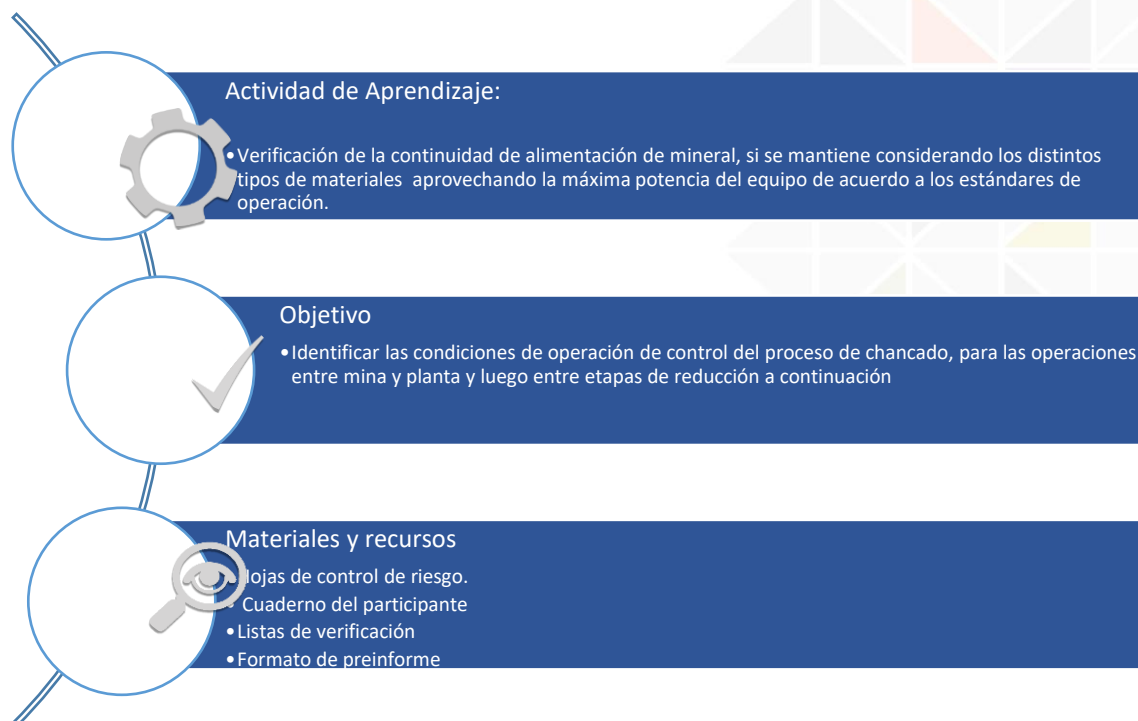 Actividad de Aprendizaje:
•Verificación de la continuidad de alimentación de mineral, si se mantiene considerando los distintos
tipos de materiales aprovechando la máxima potencia del equipo de acuerdo a los estándares de
operación.
Objetivo
•Identificar las condiciones de operación de control del proceso de chancado, para las operaciones
entre mina y planta y luego entre etapas de reducción a continuación
Materiales y recursos
•Hojas de control de riesgo.
• Cuaderno del participante
•Listas de verificación
•Formato de preinforme